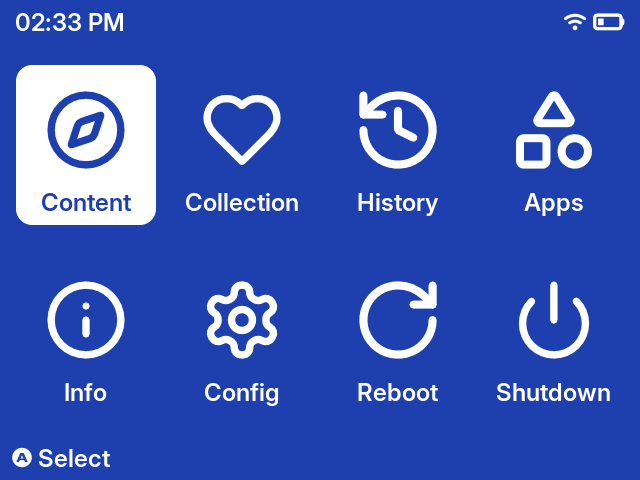 02:33 PM
Content
Collection
History
Apps
Info
Config
Reboot
Shutdown
A Select